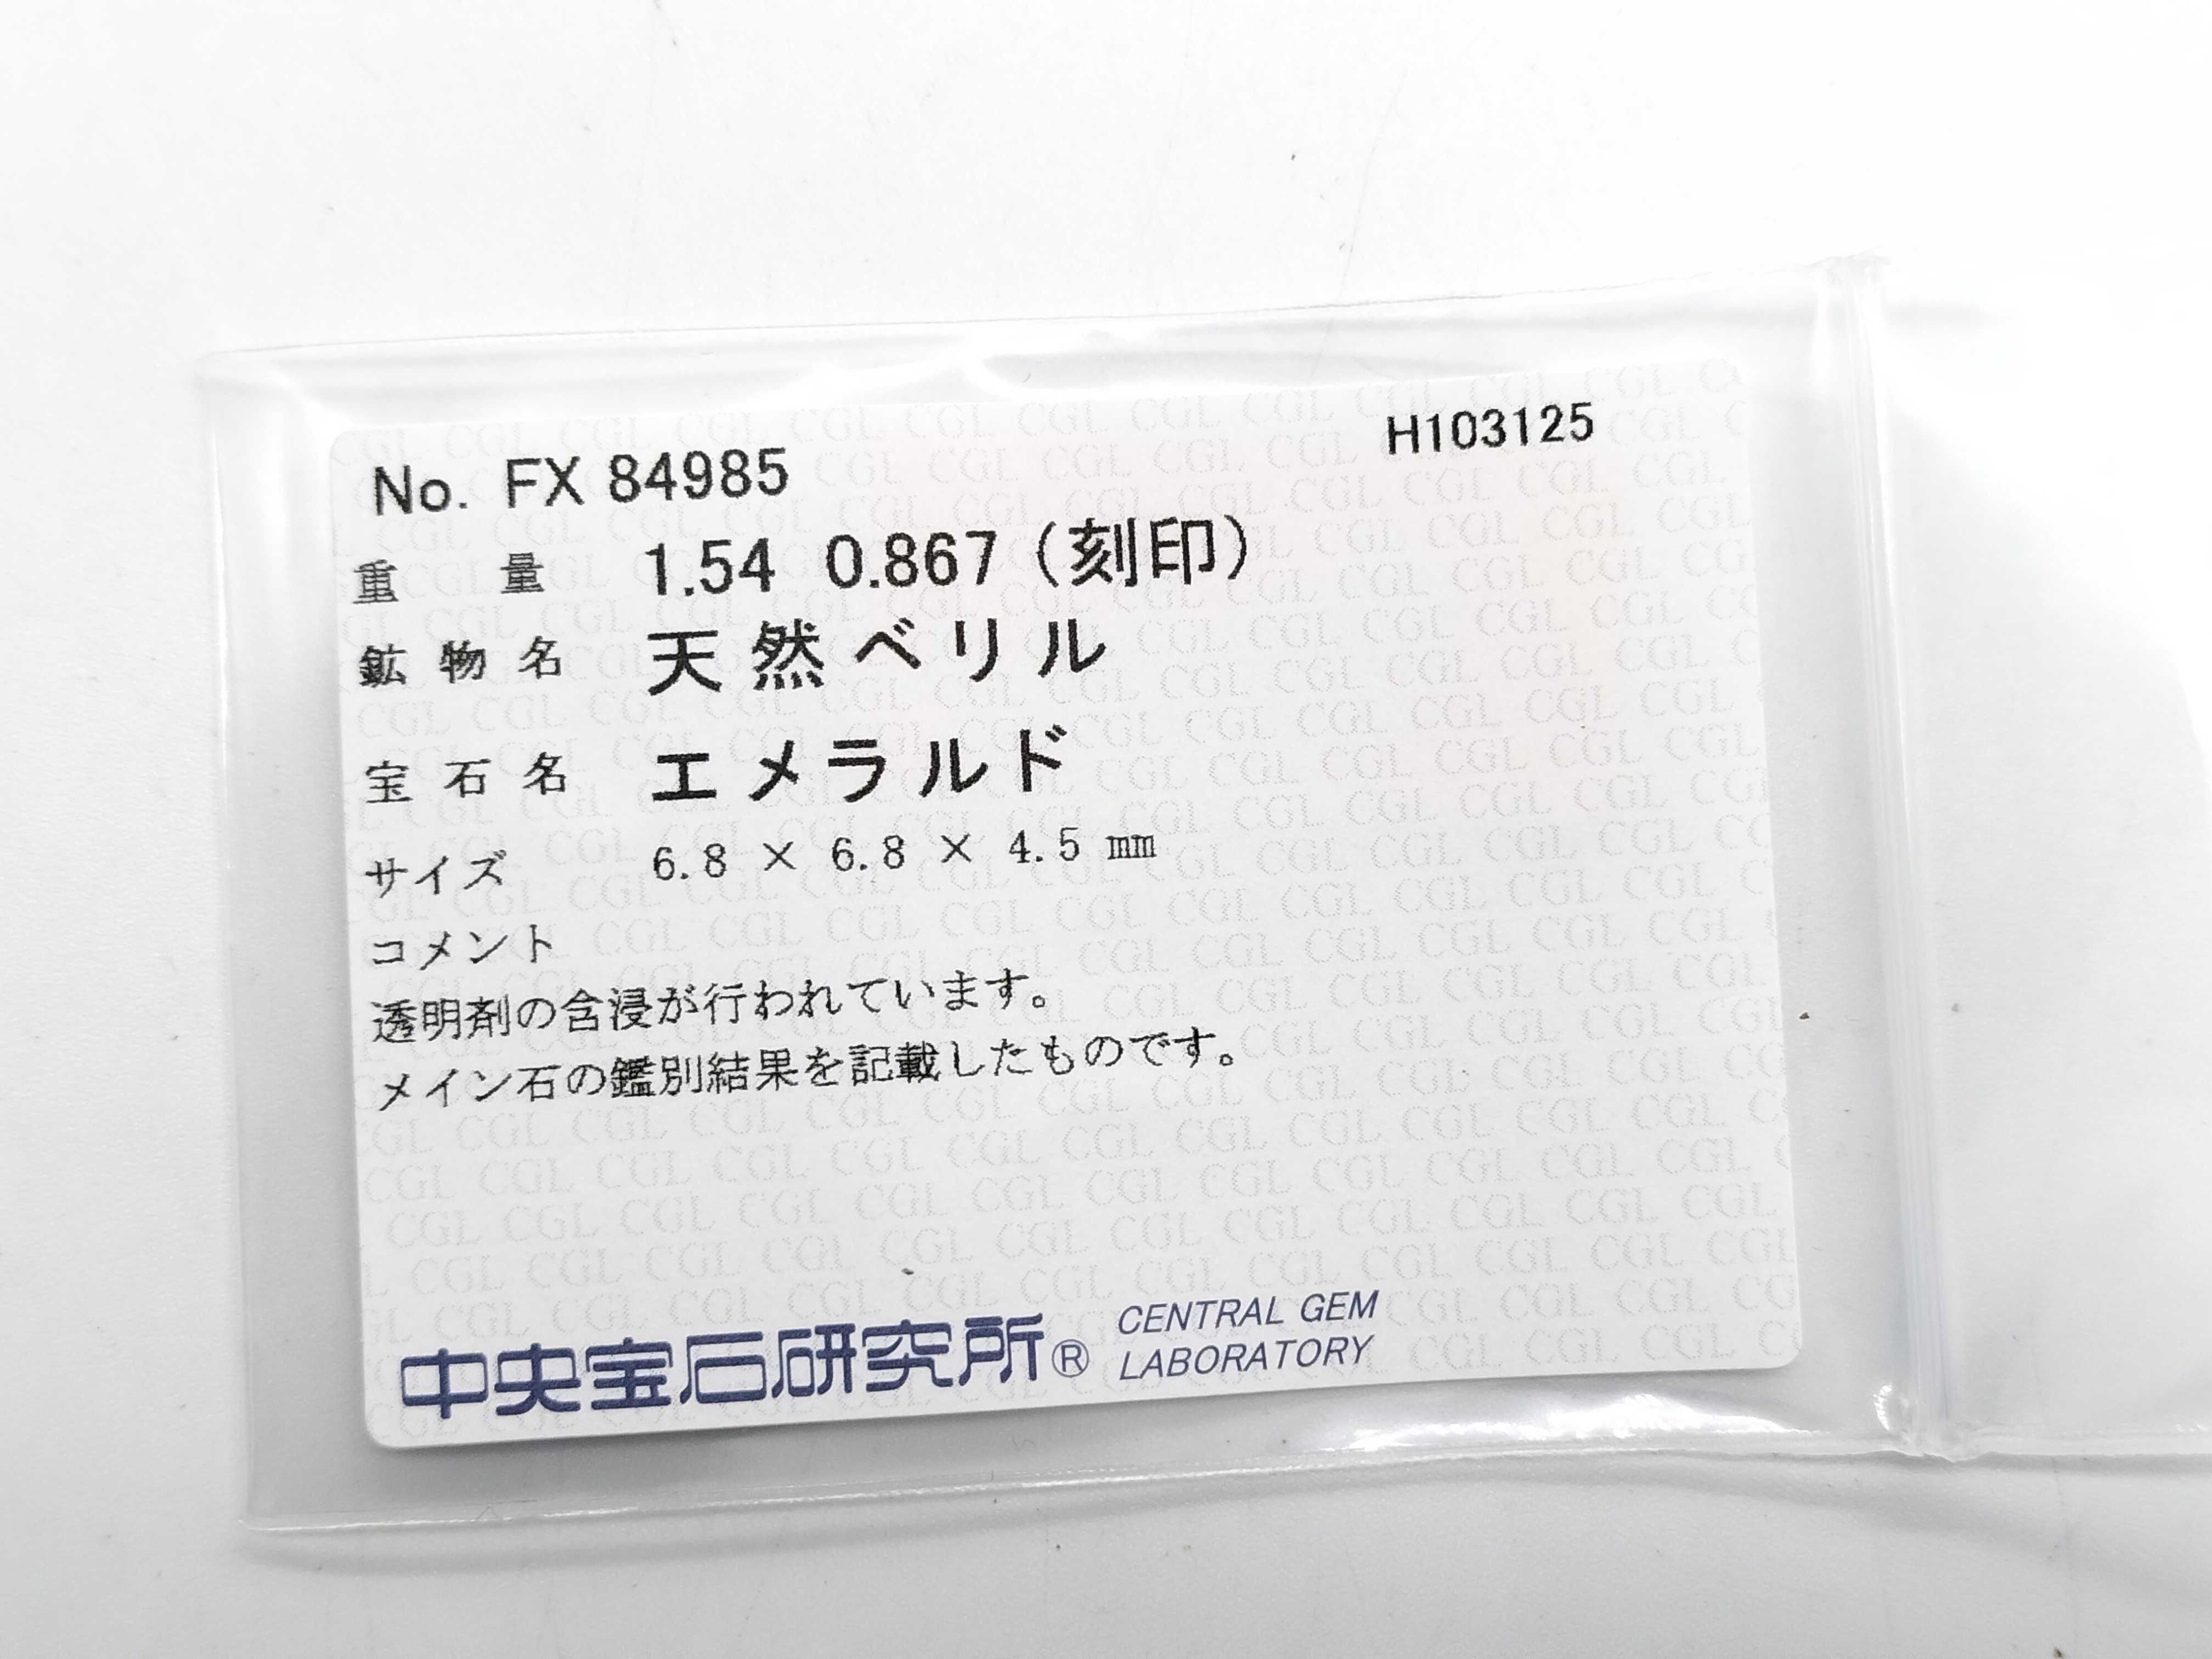 H103125
No. FX 84985
重量 1.54 0.867（刻印）
鉱物名 天然ベリル
宝石名 エメラルド
サイズ 6.8 × 6.8 × 4.5 mm
コメント
透明剤の含浸が行われています。
メイン石の鑑別結果を記載したものです。
中央宝石研究所® CENTRAL GEM
LABORATORY